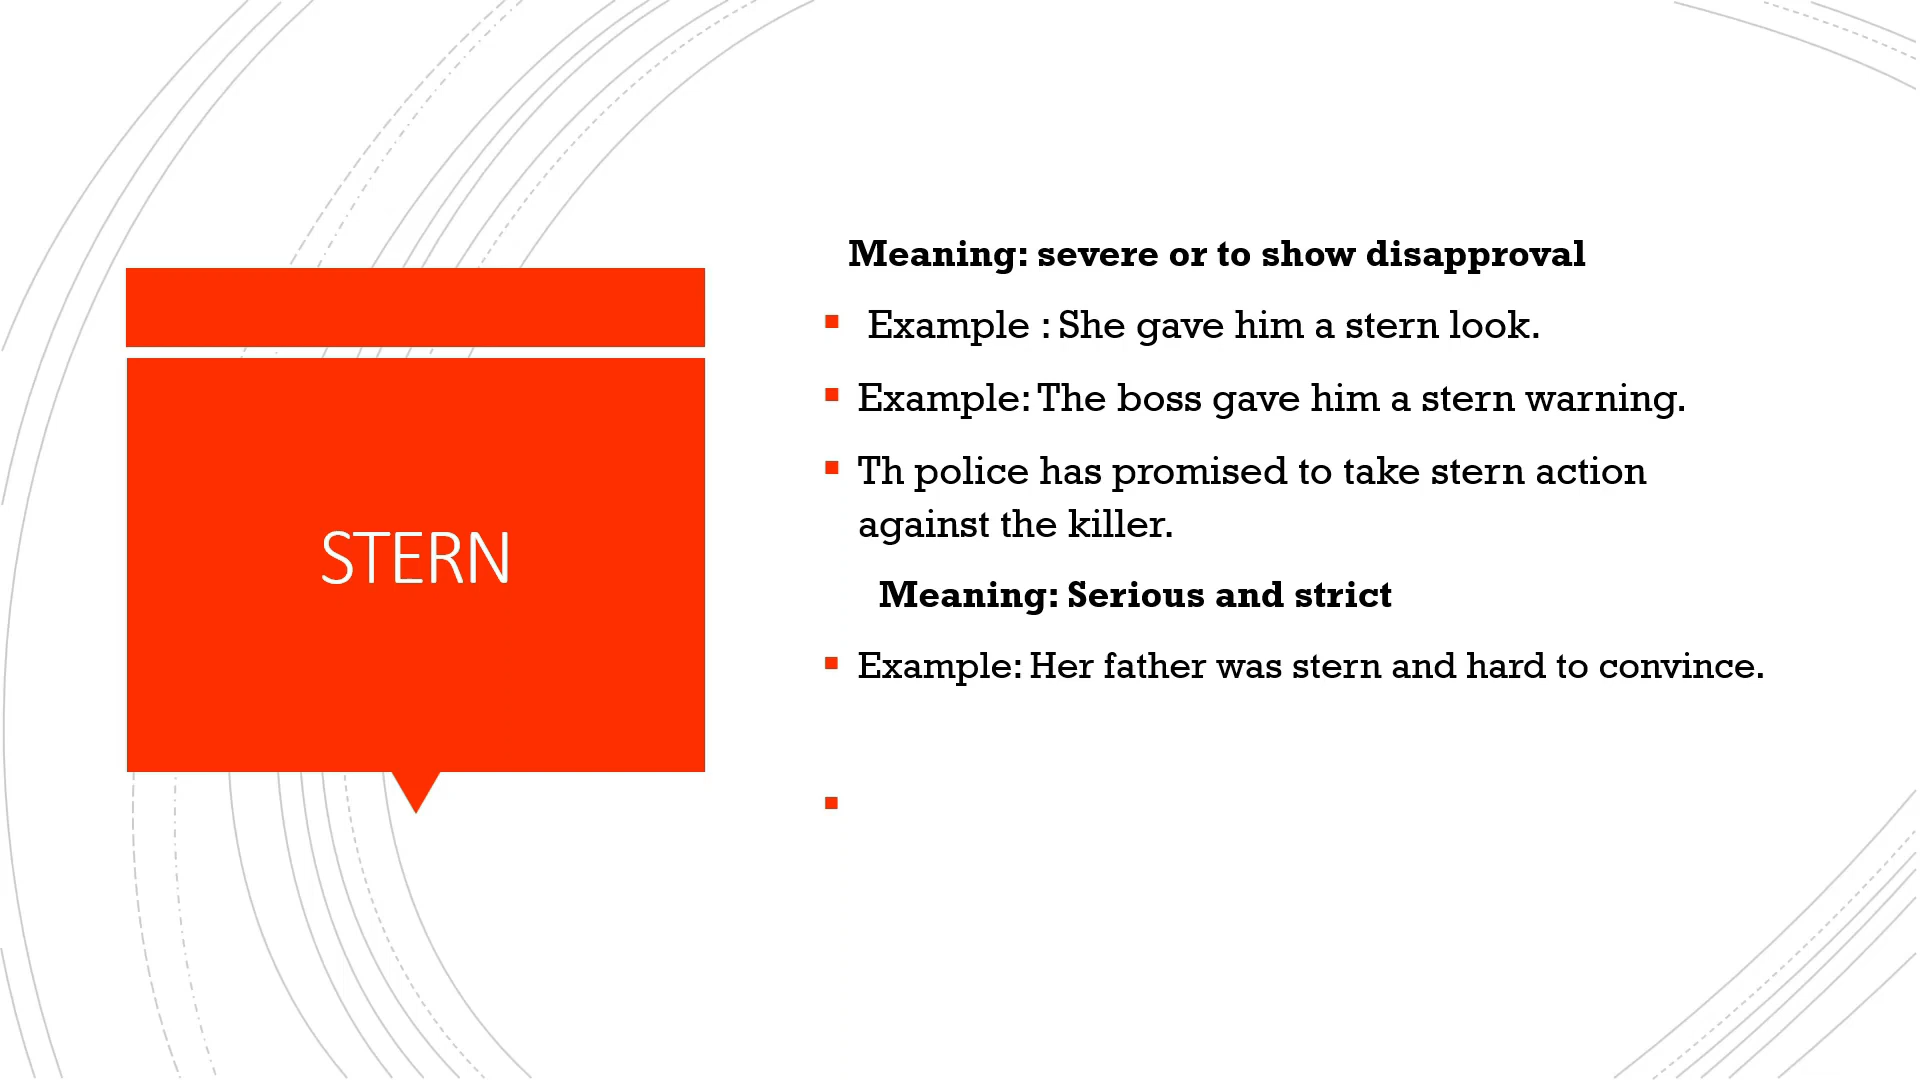 STERN
Meaning: severe or to show disapproval
Example : She gave him a stern look.
Example: The boss gave him a stern warning.
Th police has promised to take stern action
against the killer.
Meaning: Serious and strict
Example: Her father was stern and hard to convince.